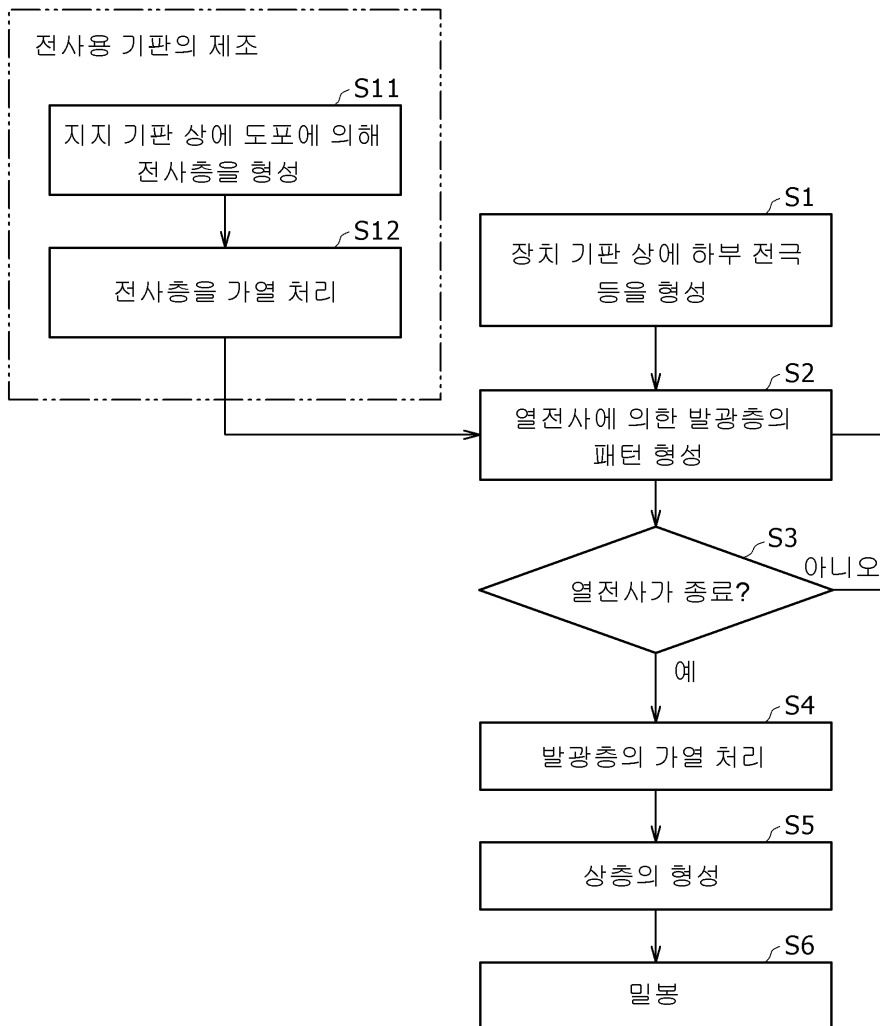 전사용 기판의 제조
S11
지지 기판 상에 도포에 의해
전사층을 형성
S12
전사층을 가열 처리
S1
장치 기판 상에 하부 전극
등을 형성
S2
열전사에 의한 발광층의
패턴 형성
S3
열전사가 종료?
아니오
예
S4
발광층의 가열 처리
S5
상층의 형성
S6
밀봉